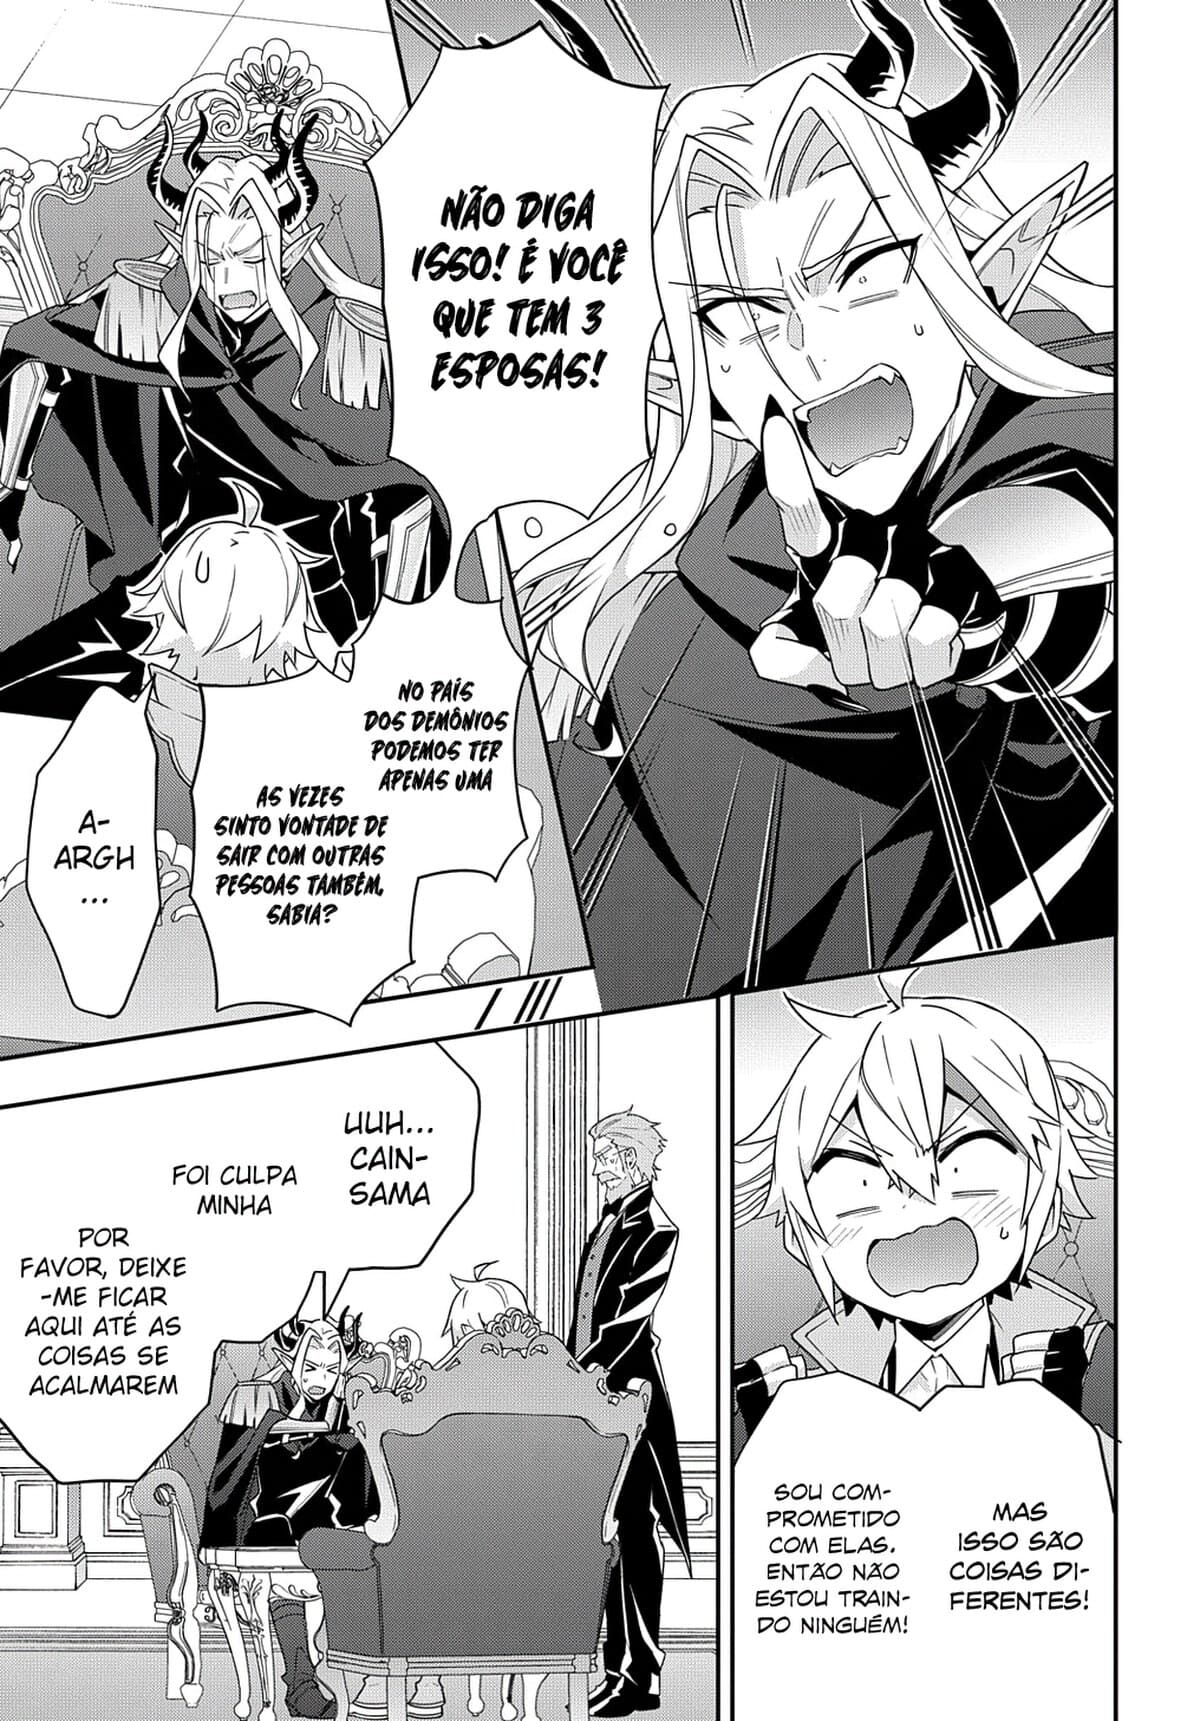 NÃO DIGA
ISSO! É VOCÊ
QUE TEM 3
ESPOSAS!
NO PAÍS
DOS DEMÔNIOS
PODEMOS TER
APENAS UMA
AS VEZES
SINTO VONTADE DE
SAIR COM OUTRAS
PESSOAS TAMBÉM,
SABIA?
A-
ARGH
...
MAS
ISSO SÃO
COISAS DI-
FERENTES!
SOU COM-
PROMETIDO
COM ELAS.
ENTÃO NÃO
ESTOU TRAIN-
DO NINGUÉM!
UUH...
CAIN-
SAMA
FOI CULPA
MINHA
POR
FAVOR, DEIXE
-ME FICAR
AQUI ATÉ AS
COISAS SE
ACALMAREM